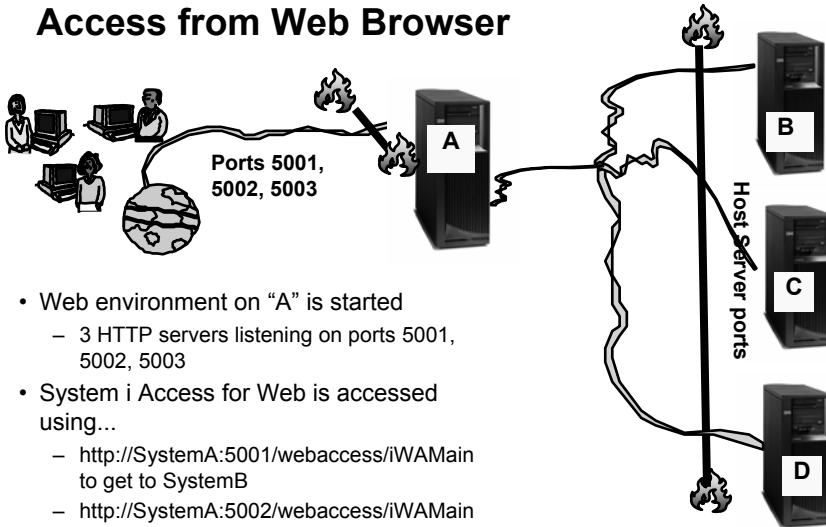 Access from Web Browser
A
B
Ports 5001,
5002, 5003
Host Server ports
C
D
• Web environment on “A” is started
– 3 HTTP servers listening on ports 5001,
5002, 5003
• System i Access for Web is accessed
using...
– http://SystemA:5001/webaccess/iWAMain
to get to SystemB
– http://SystemA:5002/webaccess/iWAMain